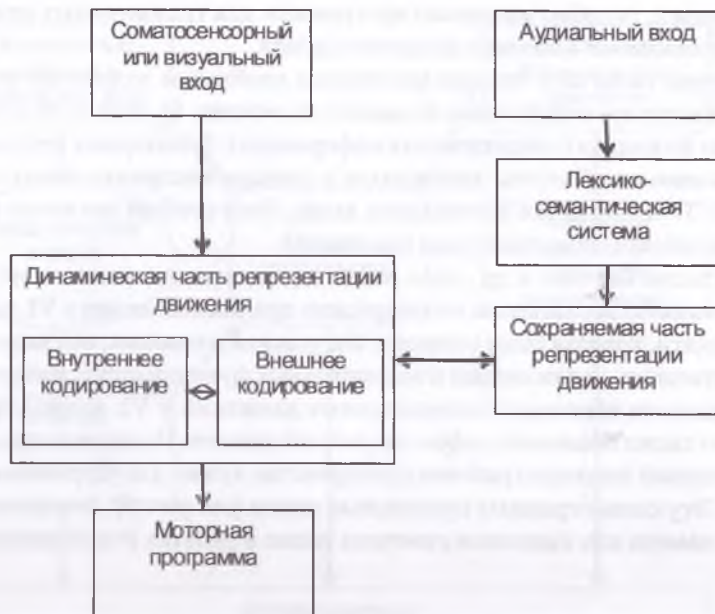 Соматосенсорный
или визуальный
вход
Аудиальный вход
Лексико-
семантическая
система
Динамическая часть репрезентации
движения
Внутреннее
кодирование
Внешнее
кодирование
Сохраняемая часть
репрезентации
движения
Моторная
программа